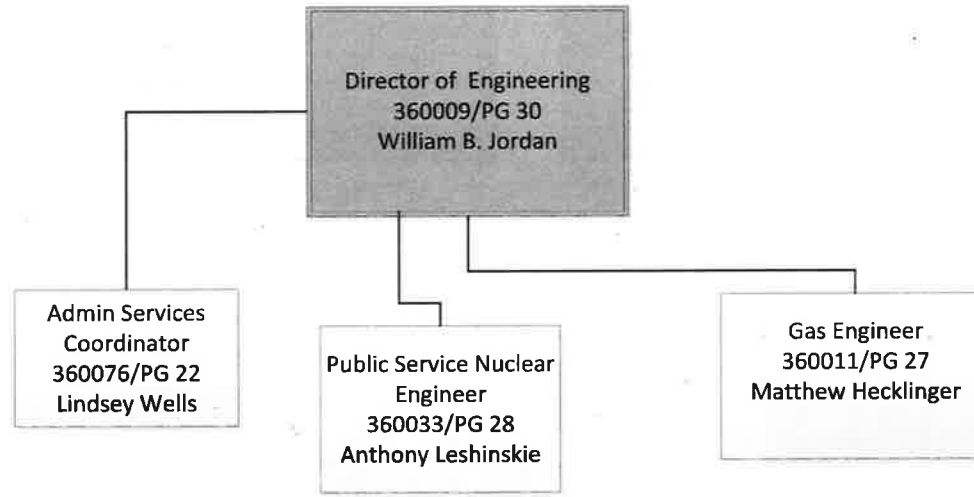 Director of Engineering
360009/PG 30
William B. Jordan
Admin Services
Coordinator
360076/PG 22
Lindsey Wells
Public Service Nuclear
Engineer
360033/PG 28
Anthony Leshinskie
Gas Engineer
360011/PG 27
Matthew Hecklinger